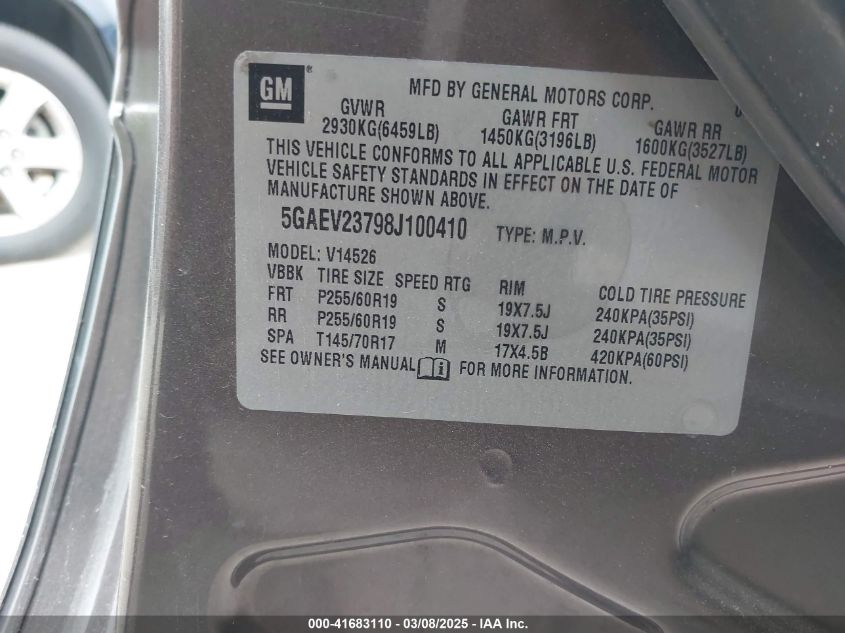 GM ®
MFD BY GENERAL MOTORS CORP.
GVWR GAWR FRT GAWR RR
2930KG(6459LB) 1450KG(3196LB) 1600KG(3527LB)
THIS VEHICLE CONFORMS TO ALL APPLICABLE U.S. FEDERAL MOTOR
VEHICLE SAFETY STANDARDS IN EFFECT ON THE DATE OF
MANUFACTURE SHOWN ABOVE.
5GAEV23798J100410 TYPE: M.P.V.
MODEL: V14526
VBBK TIRE SIZE SPEED RTG RIM COLD TIRE PRESSURE
FRT P255/60R19 S 19X7.5J 240KPA(35PSI)
RR P255/60R19 S 19X7.5J 240KPA(35PSI)
SPA T145/70R17 M 17X4.5B 420KPA(60PSI)
SEE OWNER'S MANUAL i FOR MORE INFORMATION.
000-41683110 - 03/08/2025 - IAA Inc.